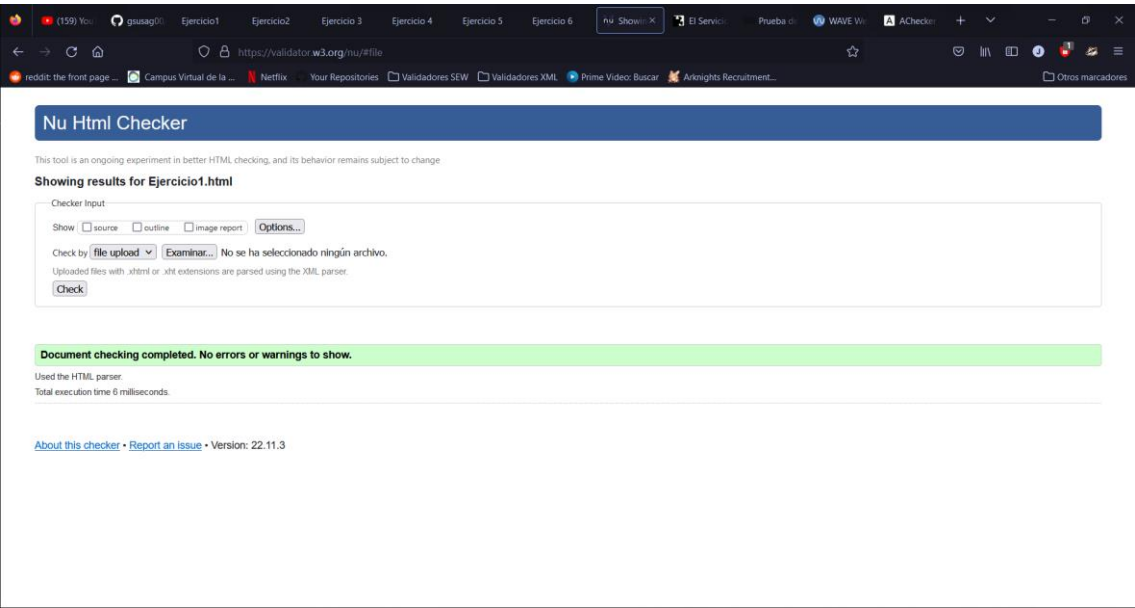 (159) You
gsusag00
Ejercicio1
Ejercicio2
Ejercicio 3
Ejercicio 4
Ejercicio 5
Ejercicio 6
nu Showin
El Servici
Prueba d
WAVE We
A AChecker
https://validator.w3.org/nu/#file
reddit: the front page ... Campus Virtual de la ... Netflix Your Repositories Validadores SEW Validadores XML Prime Video: Buscar Arknights Recruitment... Otros marcadores
Nu Html Checker
This tool is an ongoing experiment in better HTML checking, and its behavior remains subject to change
Showing results for Ejercicio1.html
Checker Input
Show source outline image report Options...
Check by file upload Examinar... No se ha seleccionado ningún archivo.
Uploaded files with .xhtml or .xht extensions are parsed using the XML parser.
Check
Document checking completed. No errors or warnings to show.
Used the HTML parser.
Total execution time 6 milliseconds.
About this checker • Report an issue • Version: 22.11.3